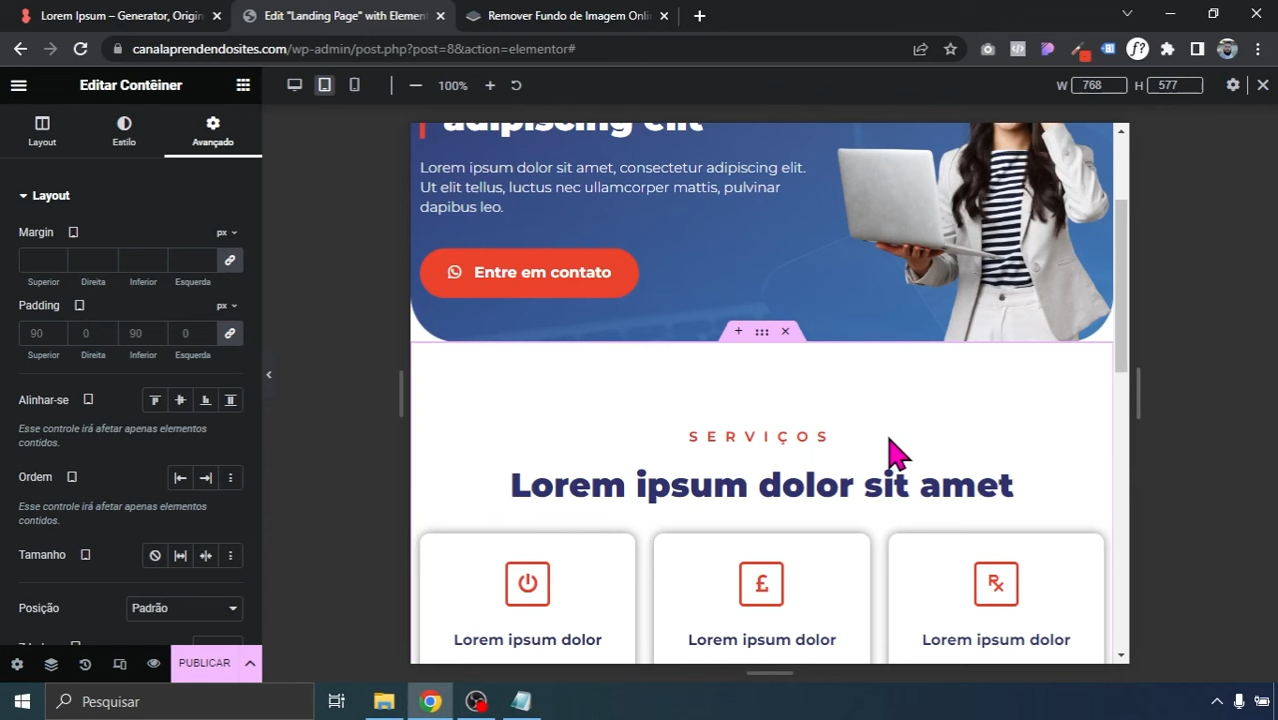 Lorem Ipsum – Generator, Origin
Edit "Landing Page" with Element
Remover Fundo de Imagem Onlin
canalaprendendosites.com/wp-admin/post.php?post=8&action=elementor#
Editar Contêiner
100%
W 768 H 577
Layout
Estilo
Avançado
Layout
Margin
px
Superior Direita Inferior Esquerda
Padding
px
90 0 90 0
Superior Direita Inferior Esquerda
Alinhar-se
Esse controle irá afetar apenas elementos
contidos.
Ordem
Esse controle irá afetar apenas elementos
contidos.
Tamanho
Posição
Padrão
PUBLICAR
adipiscing elit
Lorem ipsum dolor sit amet, consectetur adipiscing elit.
Ut elit tellus, luctus nec ullamcorper mattis, pulvinar
dapibus leo.
Entre em contato
SERVIÇOS
Lorem ipsum dolor sit amet
Lorem ipsum dolor
Lorem ipsum dolor
Lorem ipsum dolor
Pesquisar